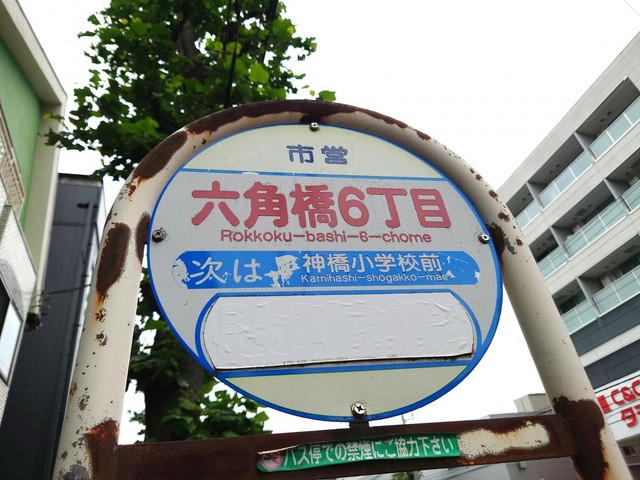 市営
六角橋6丁目
Rokkoku-bashi-6-chome
次は 神橋小学校前
Kamihashi-shogakko-mae
バス停での禁煙にご協力下さい
C&C